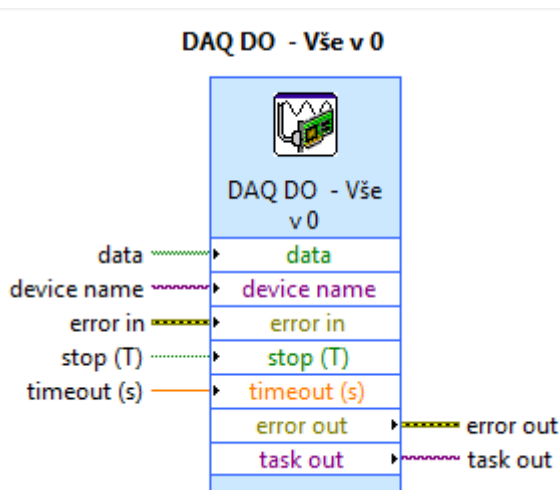 DAQ DO - Vše v 0
DAQ DO - Vše
v 0
data data
device name device name
error in error in
stop (T) stop (T)
timeout (s) timeout (s)
error out error out
task out task out